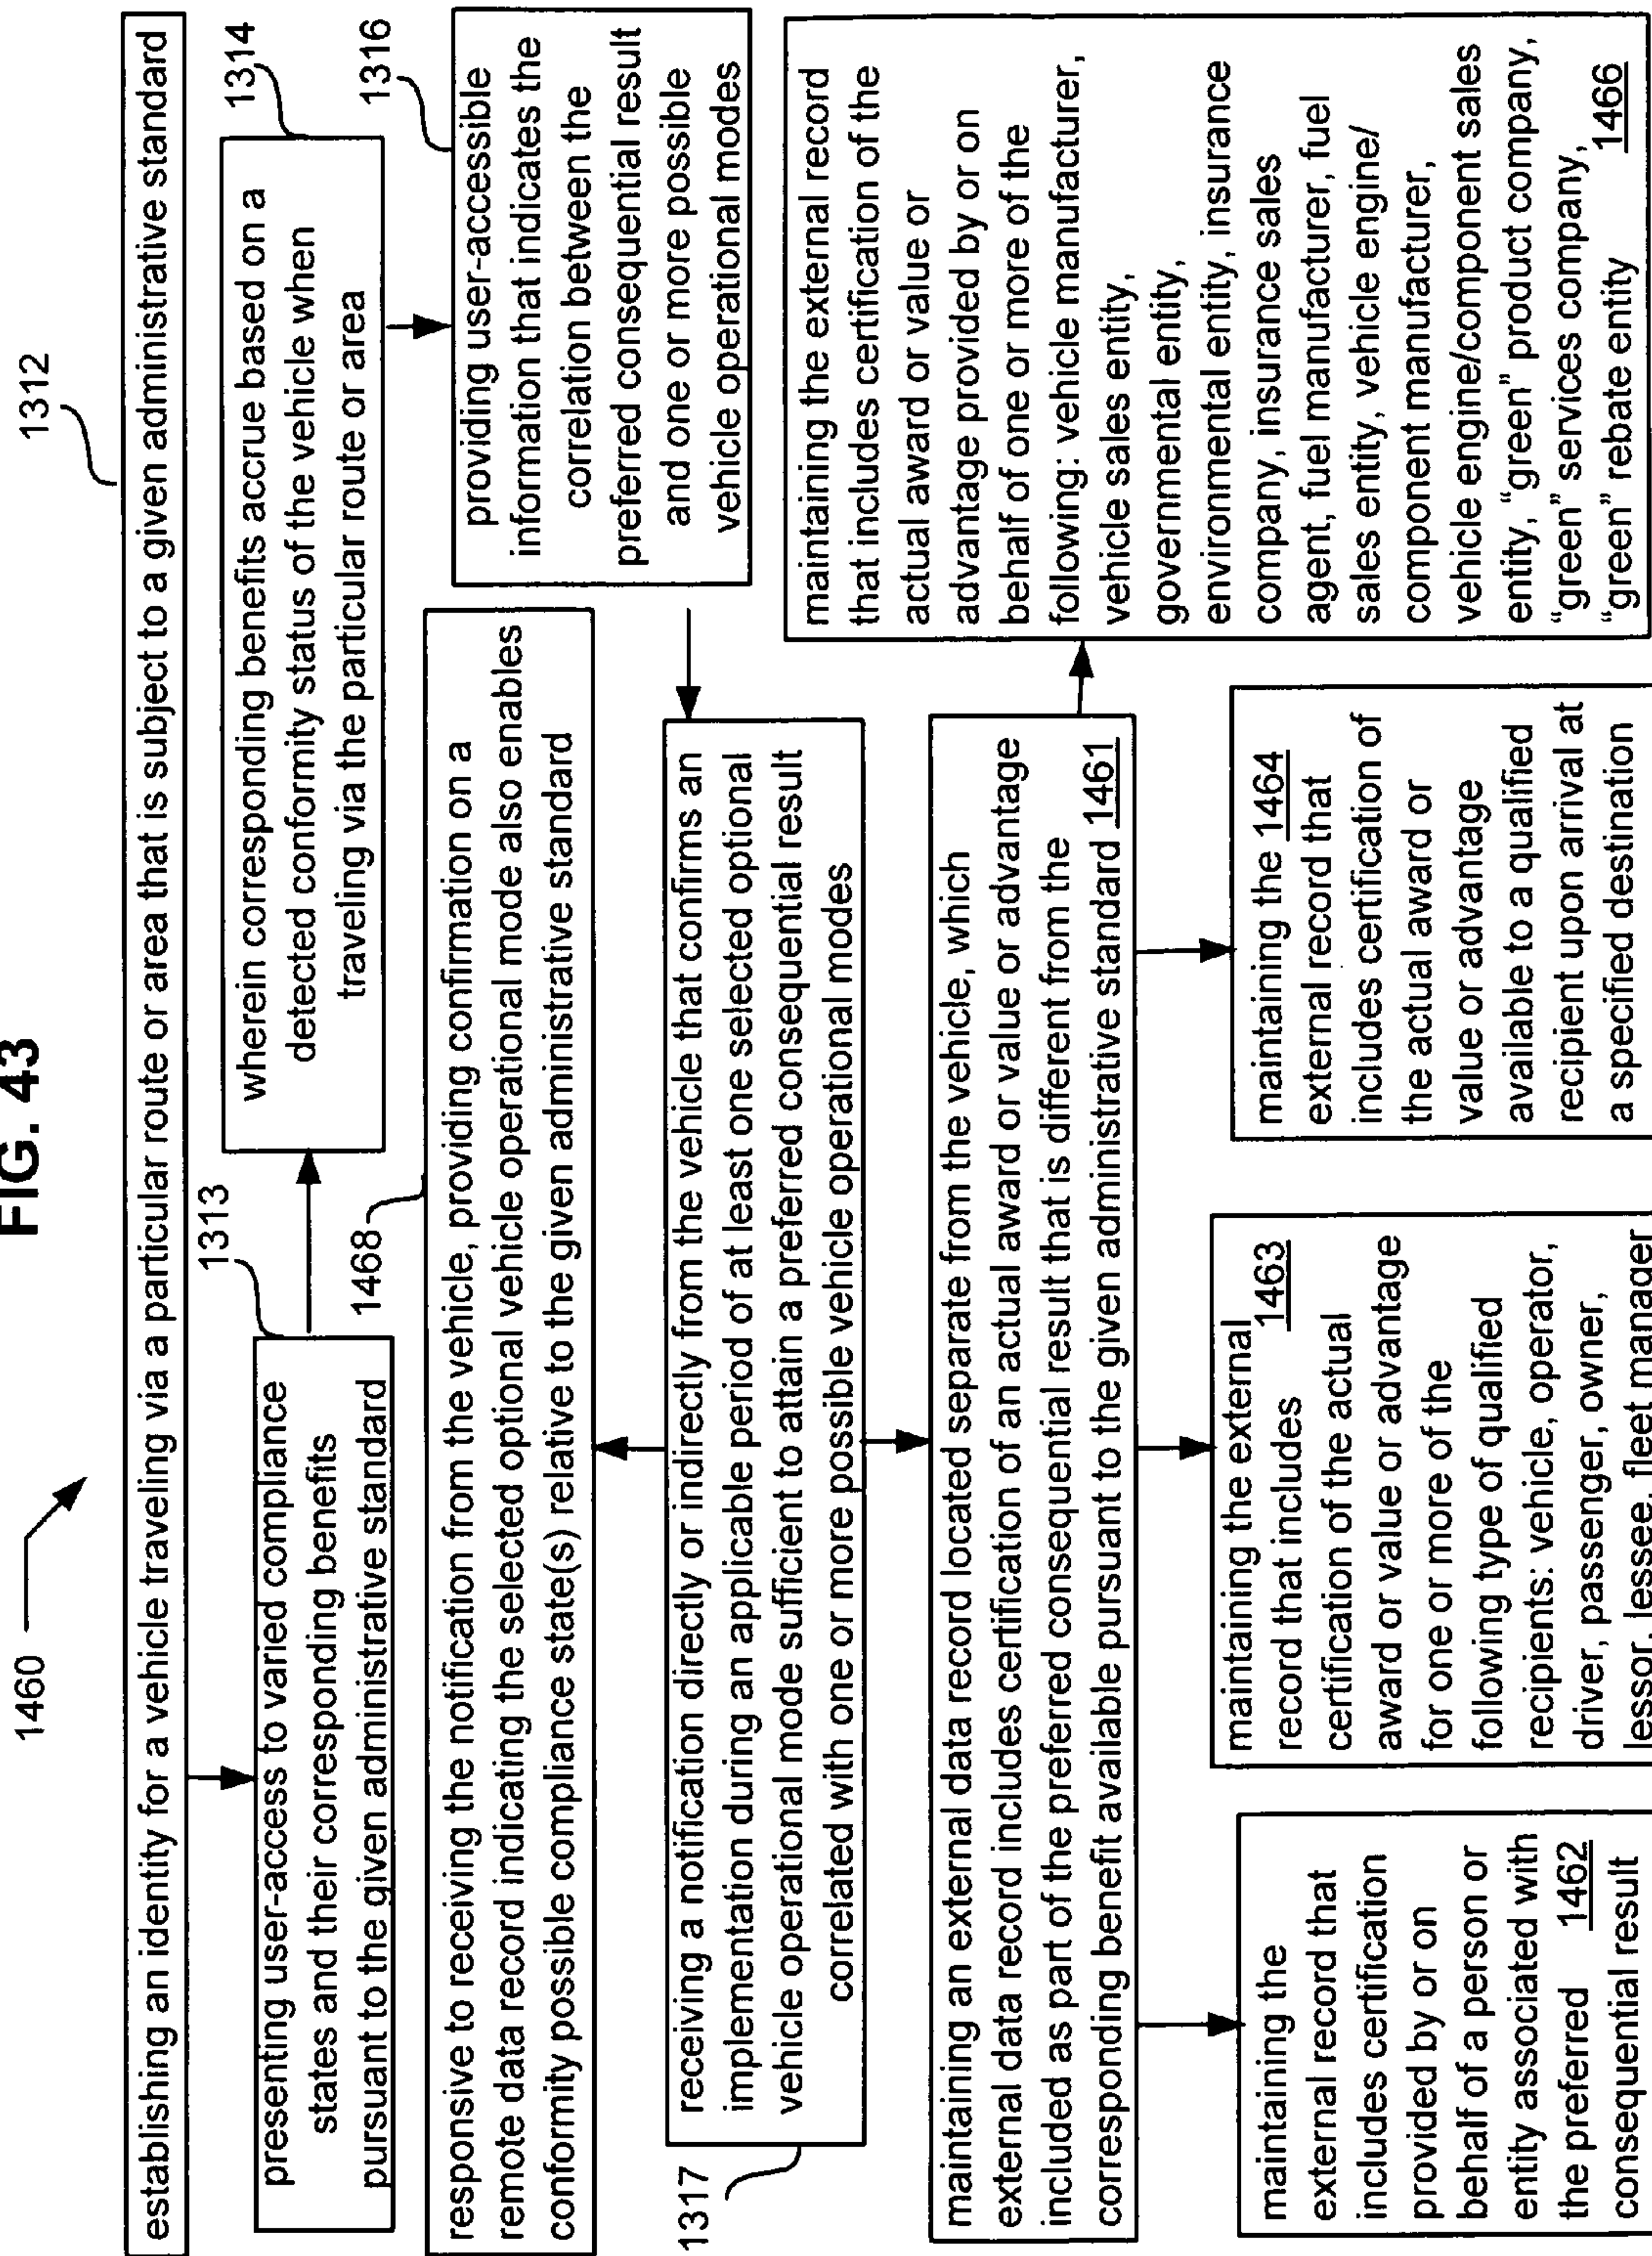 FIG. 43
1460
1312
establishing an identity for a vehicle traveling via a particular route or area that is subject to a given administrative standard
1313
presenting user-access to varied compliance
states and their corresponding benefits
pursuant to the given administrative standard
1314
wherein corresponding benefits accrue based on a
detected conformity status of the vehicle when
traveling via the particular route or area
1316
providing user-accessible
information that indicates the
correlation between the
preferred consequential result
and one or more possible
vehicle operational modes
1468
responsive to receiving the notification from the vehicle, providing confirmation on a
remote data record indicating the selected optional vehicle operational mode also enables
conformity possible compliance state(s) relative to the given administrative standard
1317
receiving a notification directly or indirectly from the vehicle that confirms an
implementation during an applicable period of at least one selected optional
vehicle operational mode sufficient to attain a preferred consequential result
correlated with one or more possible vehicle operational modes
maintaining an external data record located separate from the vehicle, which
external data record includes certification of an actual award or value or advantage
included as part of the preferred consequential result that is different from the
corresponding benefit available pursuant to the given administrative standard 1461
maintaining the
external record that
includes certification
provided by or on
behalf of a person or
entity associated with
the preferred 1462
consequential result
maintaining the external 1463
record that includes
certification of the actual
award or value or advantage
for one or more of the
following type of qualified
recipients: vehicle, operator,
driver, passenger, owner,
lessor, lessee, fleet manager
maintaining the 1464
external record that
includes certification of
the actual award or
value or advantage
available to a qualified
recipient upon arrival at
a specified destination
maintaining the external record
that includes certification of the
actual award or value or
advantage provided by or on
behalf of one or more of the
following: vehicle manufacturer,
vehicle sales entity,
governmental entity,
environmental entity, insurance
company, insurance sales
agent, fuel manufacturer, fuel
sales entity, vehicle engine/
component manufacturer,
vehicle engine/component sales
entity, "green" product company,
"green" services company,
"green" rebate entity 1466